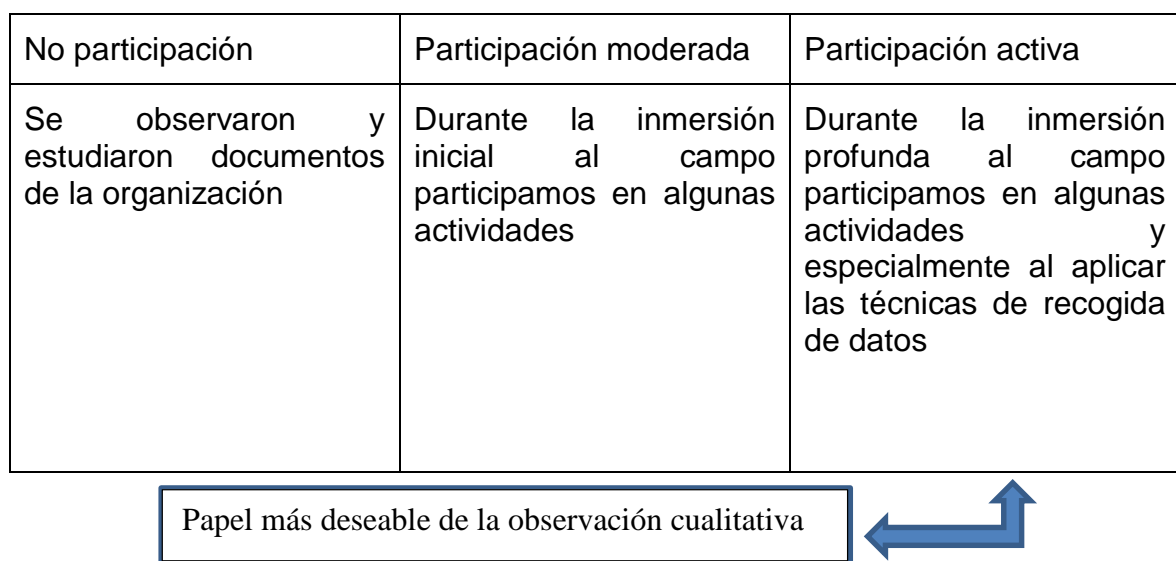 No participación
Participación moderada
Participación activa
Se observaron y
estudiaron documentos
de la organización
Durante la inmersión
inicial al campo
participamos en algunas
actividades
Durante la inmersión
profunda al campo
participamos en algunas
actividades y
especialmente al aplicar
las técnicas de recogida
de datos
Papel más deseable de la observación cualitativa